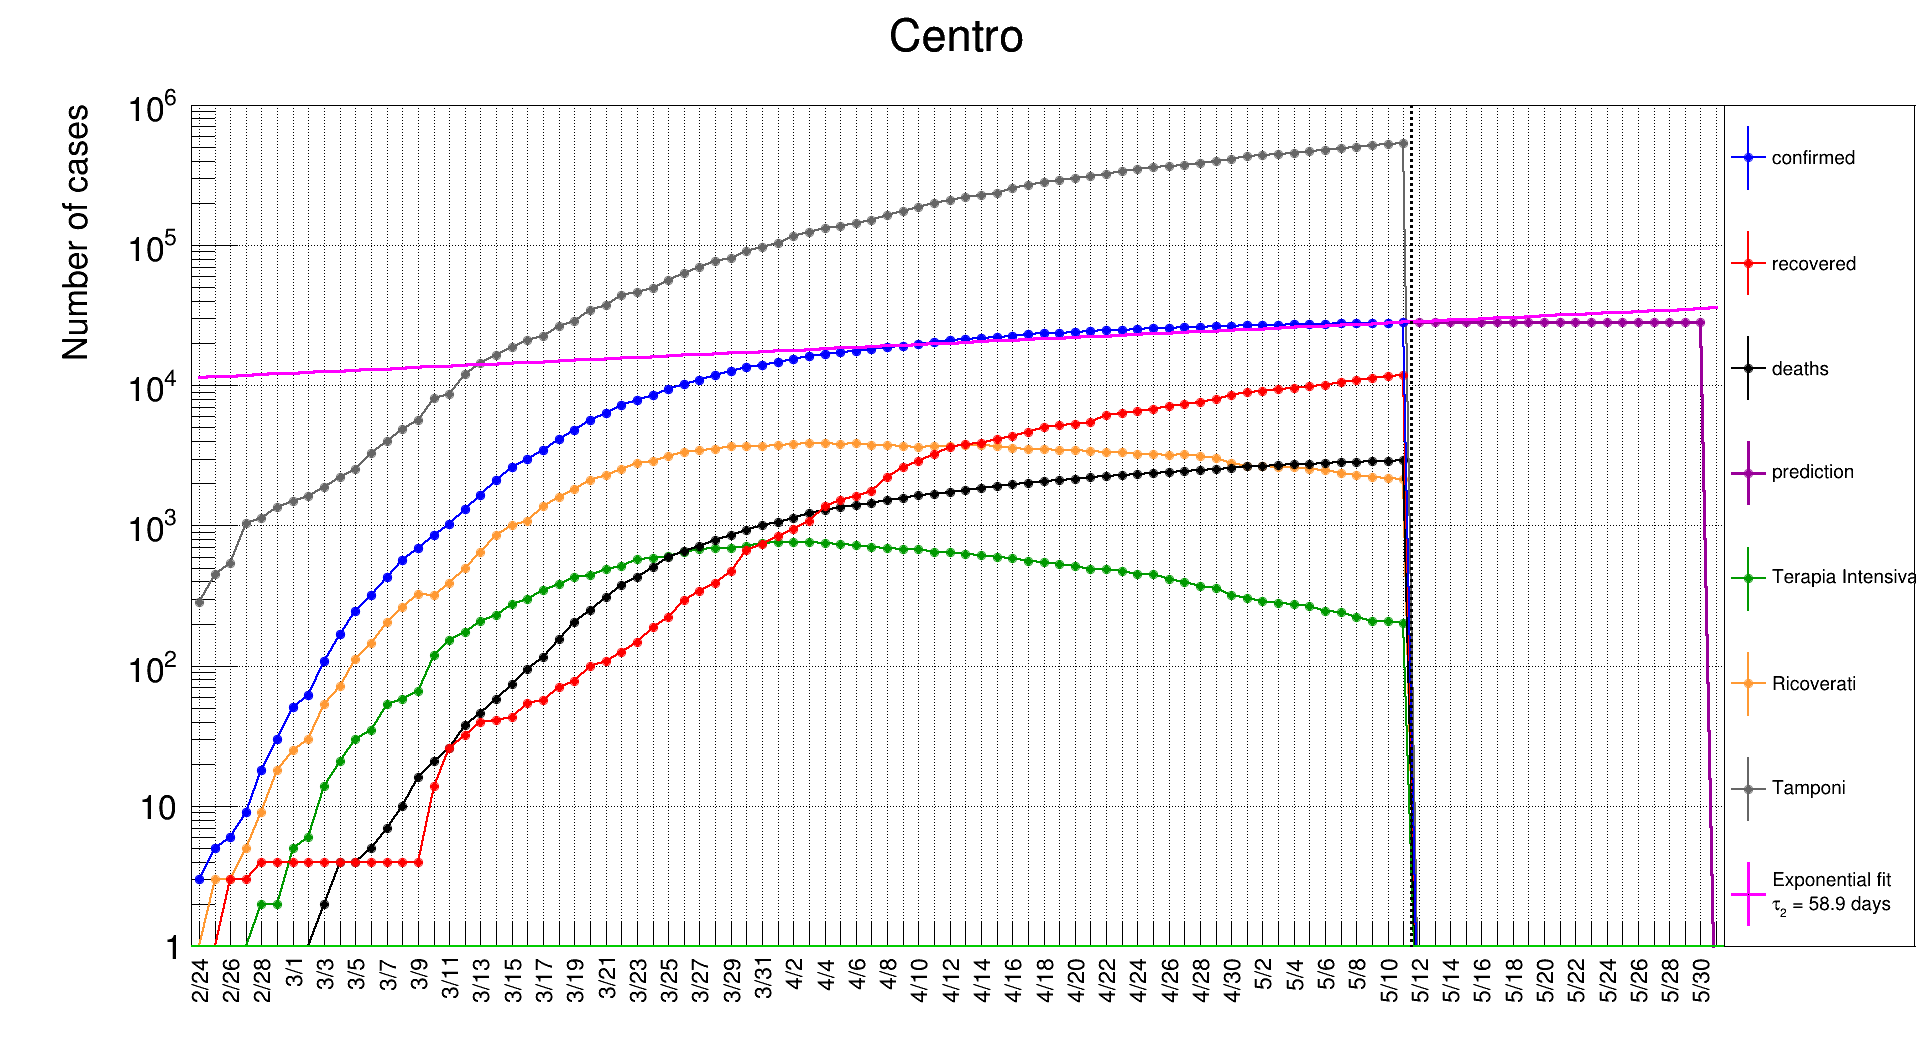 Centro
Number of cases
10^6
10^5
10^4
10^3
10^2
10
1
2/24 2/26 2/28 3/1 3/3 3/5 3/7 3/9 3/11 3/13 3/15 3/17 3/19 3/21 3/23 3/25 3/27 3/29 3/31 4/2 4/4 4/6 4/8 4/10 4/12 4/14 4/16 4/18 4/20 4/22 4/24 4/26 4/28 4/30 5/2 5/4 5/6 5/8 5/10 5/12 5/14 5/16 5/18 5/20 5/22 5/24 5/26 5/28 5/30
confirmed
recovered
deaths
prediction
Terapia Intensiva
Ricoverati
Tamponi
Exponential fit
τ₂ = 58.9 days